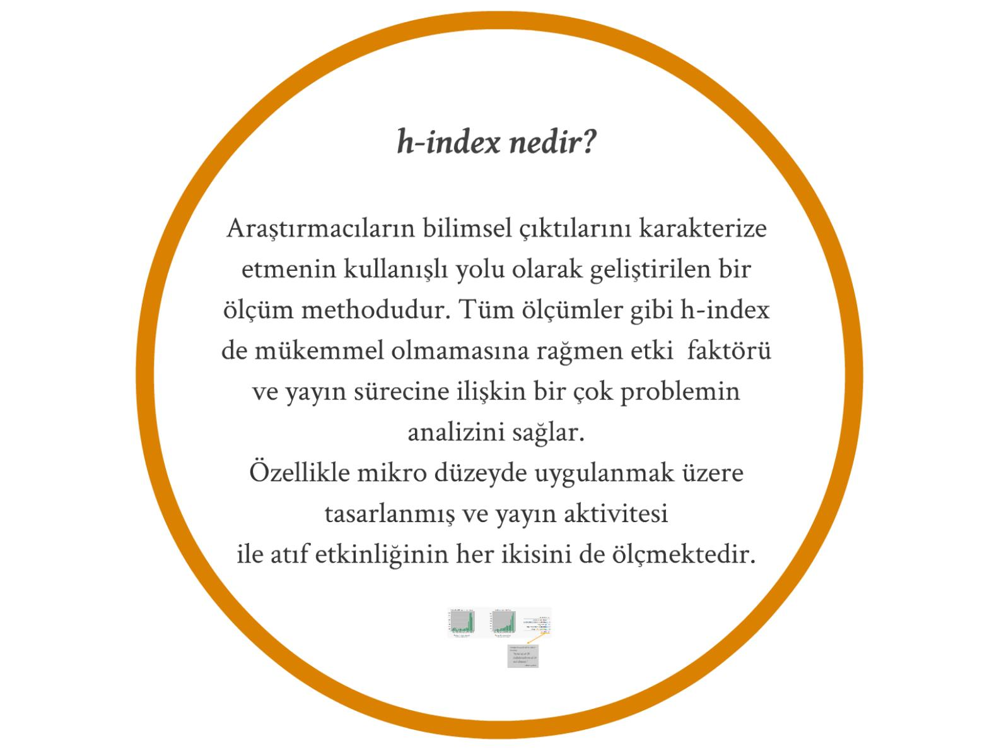 h-index nedir?
Araştırmacıların bilimsel çıktılarını karakterize
etmenin kullanışlı yolu olarak geliştirilen bir
ölçüm methodudur. Tüm ölçümler gibi h-index
de mükemmel olmamasına rağmen etki  faktörü
ve yayın sürecine ilişkin bir çok problemin
analizini sağlar.
Özellikle mikro düzeyde uygulanmak üzere
tasarlanmış ve yayın aktivitesi
ile atıf etkinliğinin her ikisini de ölçmektedir.